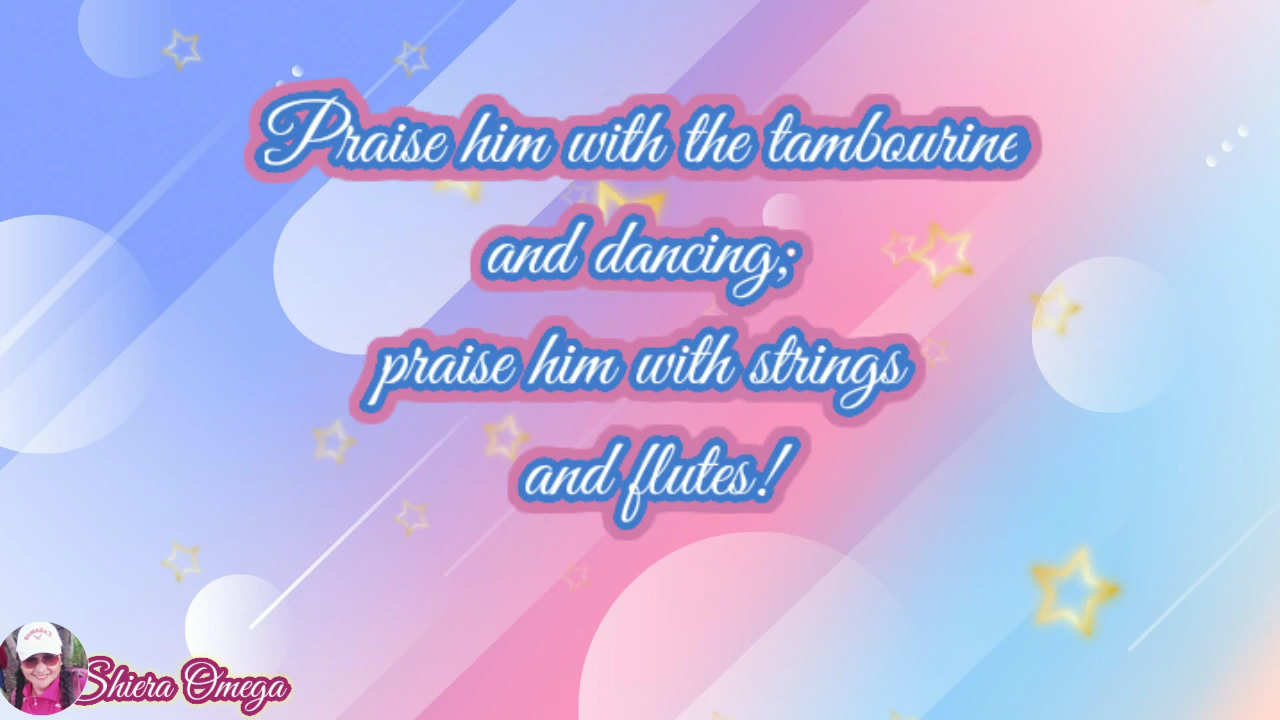 Praise him with the tambourine
and dancing;
praise him with strings
and flutes!
Shiera Omega